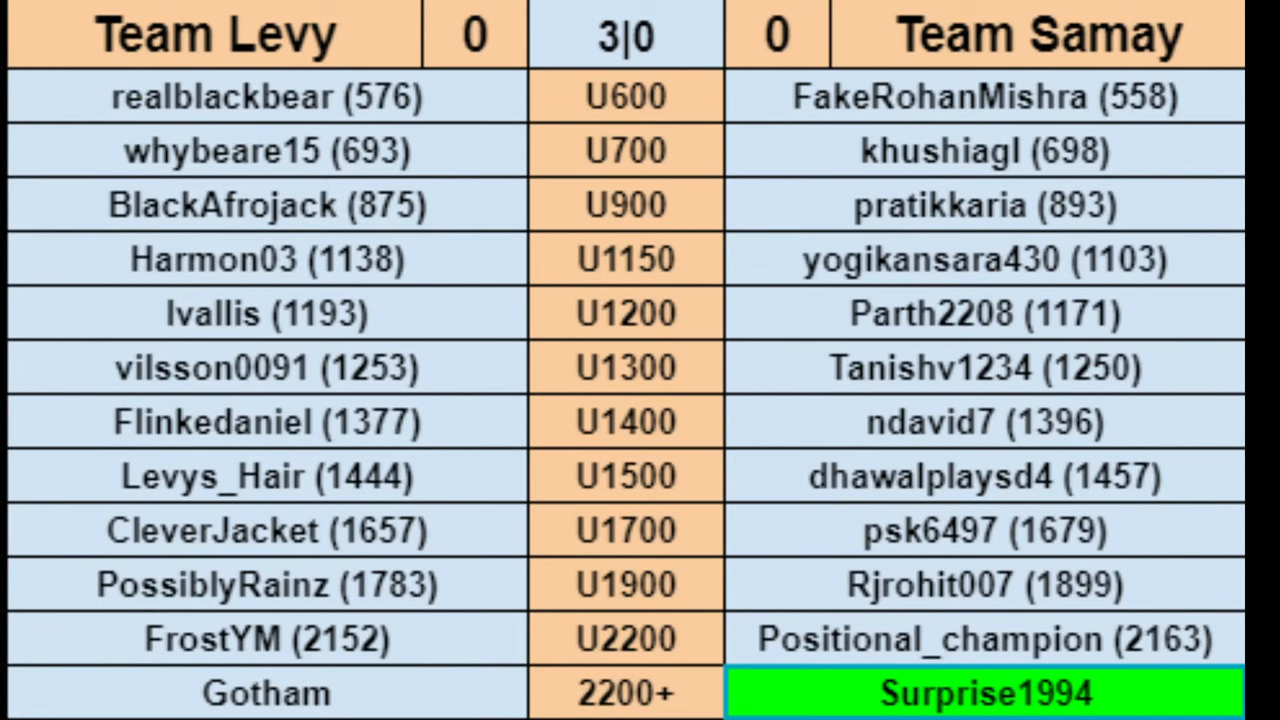 Team Levy 0 3|0 0 Team Samay
realblackbear (576) U600 FakeRohanMishra (558)
whybeare15 (693) U700 khushiagl (698)
BlackAfrojack (875) U900 pratikkaria (893)
Harmon03 (1138) U1150 yogikansara430 (1103)
lvallis (1193) U1200 Parth2208 (1171)
vilsson0091 (1253) U1300 Tanishv1234 (1250)
Flinkedaniel (1377) U1400 ndavid7 (1396)
Levys_Hair (1444) U1500 dhawalplaysd4 (1457)
CleverJacket (1657) U1700 psk6497 (1679)
PossiblyRainz (1783) U1900 Rjrohit007 (1899)
FrostYM (2152) U2200 Positional_champion (2163)
Gotham 2200+ Surprise1994